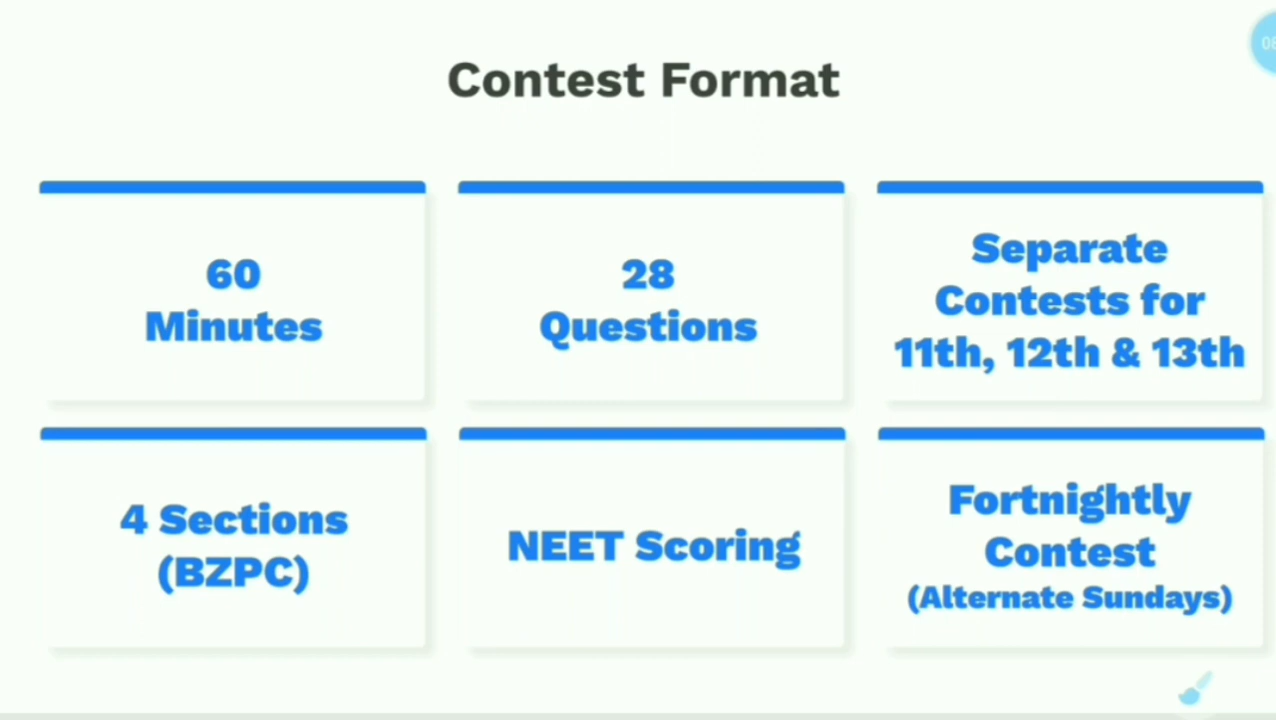 Contest Format
60
Minutes
28
Questions
Separate
Contests for
11th, 12th & 13th
4 Sections
(BZPC)
NEET Scoring
Fortnightly
Contest
(Alternate Sundays)